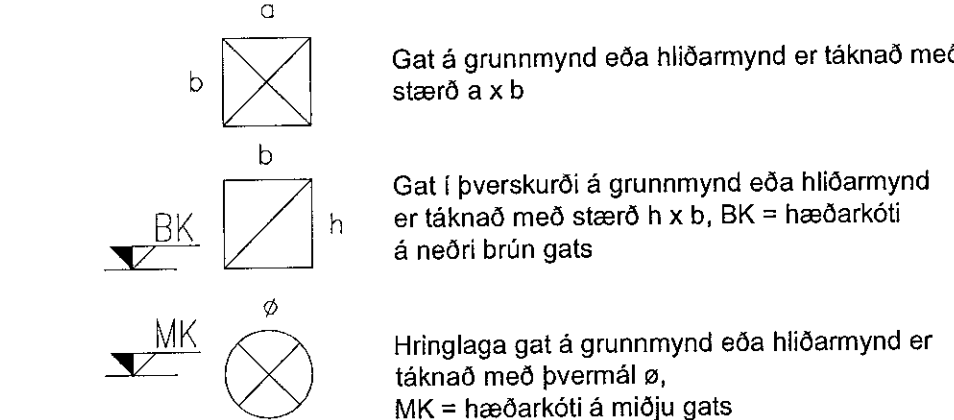 a
b
Gat á grunnmynd eða hliðarmynd er táknað með
stærð a x b
b
h
BK
Gat í þverskurði á grunnmynd eða hliðarmynd
er táknað með stærð h x b, BK = hæðarkóti
á neðri brún gats
ø
MK
Hringlaga gat á grunnmynd eða hliðarmynd er
táknað með þvermál ø,
MK = hæðarkóti á miðju gats